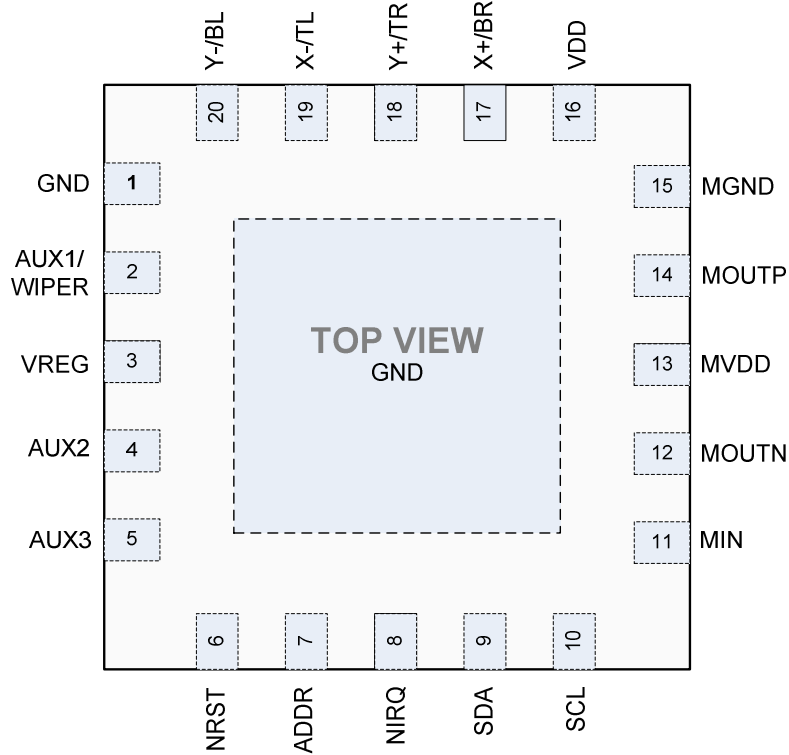 Y-/BL
X-/TL
Y+/TR
X+/BR
VDD
20
19
18
17
16
GND
1
AUX1/
WIPER
2
VREG
3
AUX2
4
AUX3
5
TOP VIEW
GND
15
MGND
14
MOUTP
13
MVDD
12
MOUTN
11
MIN
6
7
8
9
10
NRST
ADDR
NIRQ
SDA
SCL